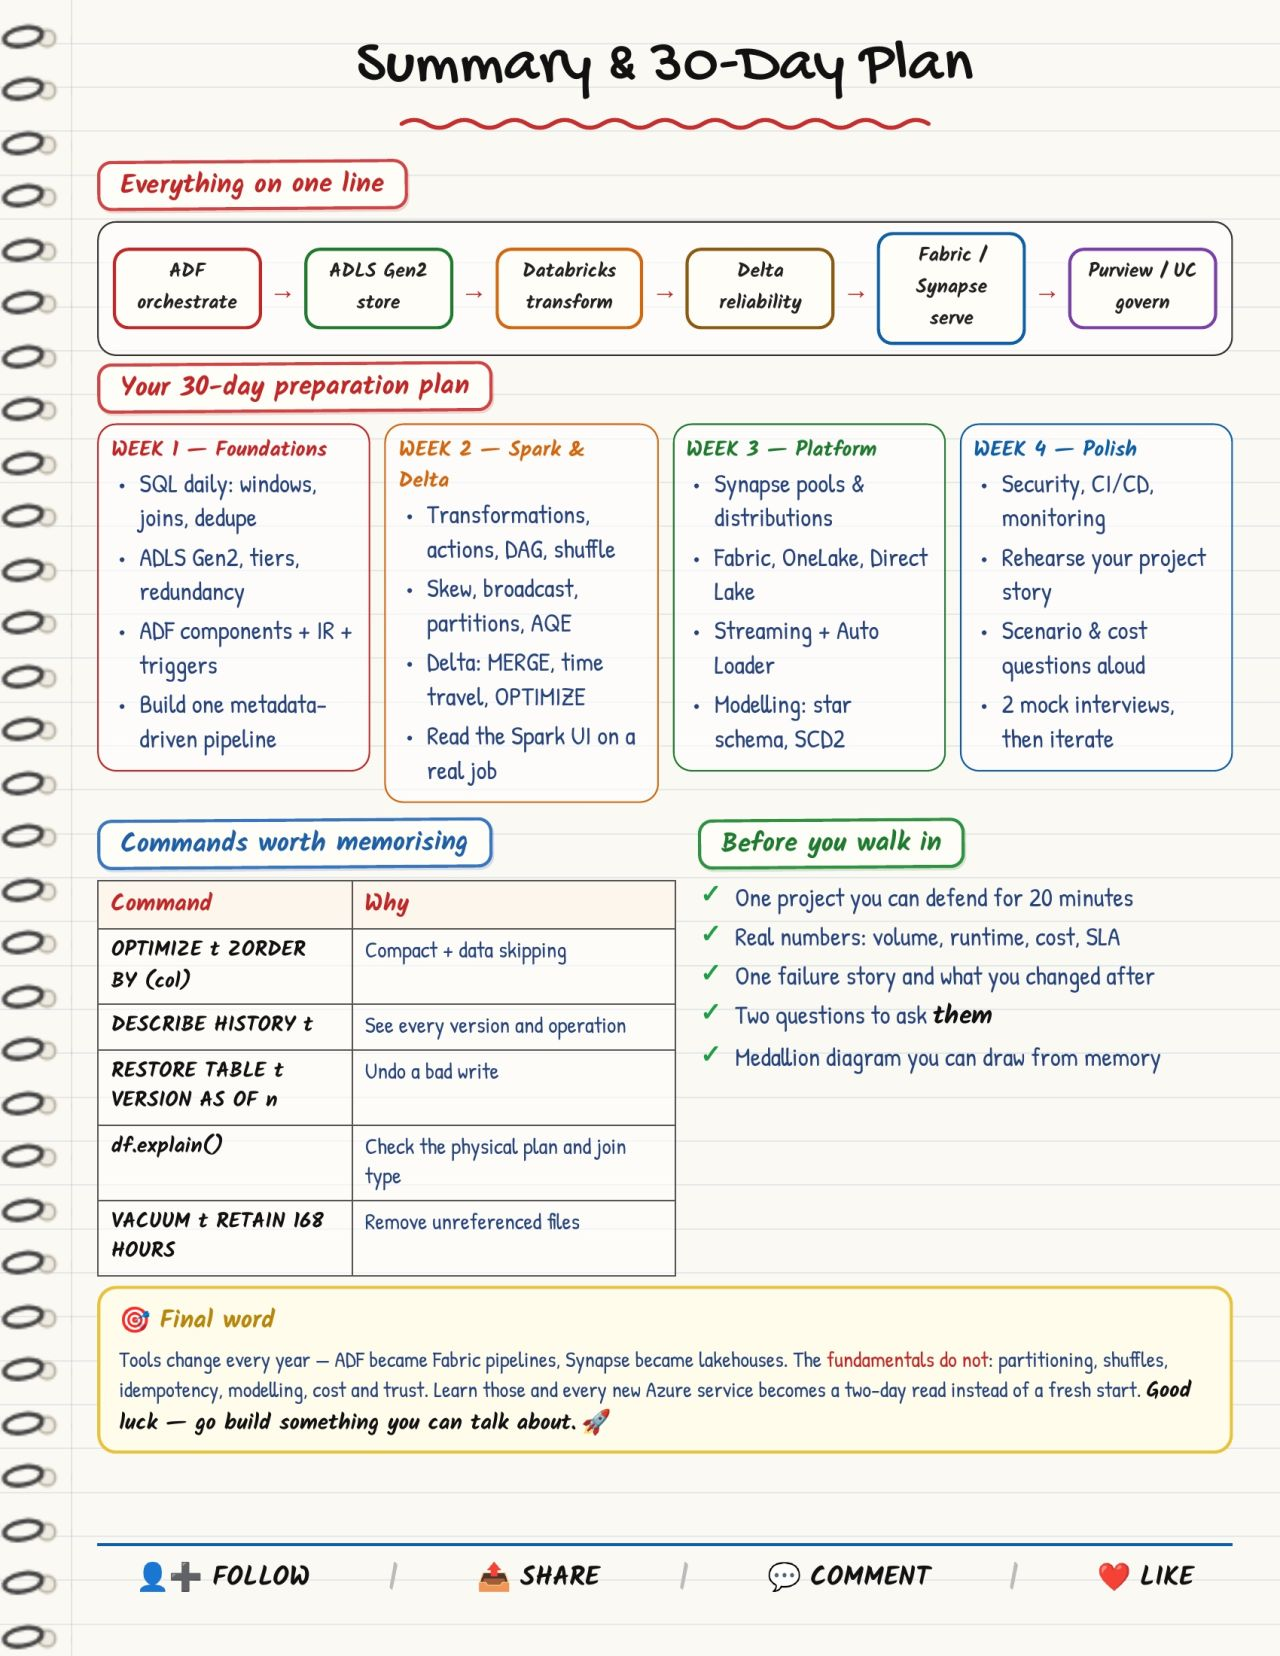 Summary & 30-Day Plan
Everything on one line
ADF
orchestrate
→
ADLS Gen2
store
→
Databricks
transform
→
Delta
reliability
→
Fabric /
Synapse
serve
→
Purview / UC
govern
Your 30-day preparation plan
WEEK 1 — Foundations
• SQL daily: windows,
joins, dedupe
• ADLS Gen2, tiers,
redundancy
• ADF components + IR +
triggers
• Build one metadata-
driven pipeline
WEEK 2 — Spark &
Delta
• Transformations,
actions, DAG, shuffle
• Skew, broadcast,
partitions, AQE
• Delta: MERGE, time
travel, OPTIMIZE
• Read the Spark UI on a
real job
WEEK 3 — Platform
• Synapse pools &
distributions
• Fabric, OneLake, Direct
Lake
• Streaming + Auto
Loader
• Modelling: star
schema, SCD2
WEEK 4 — Polish
• Security, CI/CD,
monitoring
• Rehearse your project
story
• Scenario & cost
questions aloud
• 2 mock interviews,
then iterate
Commands worth memorising
Command
Why
OPTIMIZE t ZORDER
BY (col)
Compact + data skipping
DESCRIBE HISTORY t
See every version and operation
RESTORE TABLE t
VERSION AS OF n
Undo a bad write
df.explain()
Check the physical plan and join
type
VACUUM t RETAIN 168
HOURS
Remove unreferenced files
Before you walk in
✓ One project you can defend for 20 minutes
✓ Real numbers: volume, runtime, cost, SLA
✓ One failure story and what you changed after
✓ Two questions to ask them
✓ Medallion diagram you can draw from memory
🎯 Final word
Tools change every year — ADF became Fabric pipelines, Synapse became lakehouses. The fundamentals do not: partitioning, shuffles,
idempotency, modelling, cost and trust. Learn those and every new Azure service becomes a two-day read instead of a fresh start. Good
luck — go build something you can talk about. 🚀
👤➕ FOLLOW
/
📤 SHARE
/
💬 COMMENT
/
❤️ LIKE